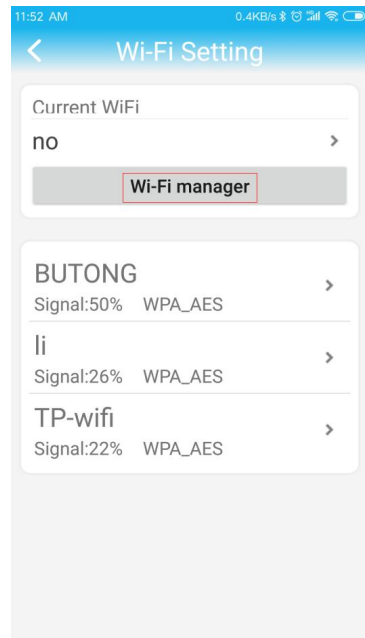 11:52 AM 0.4KB/s
Wi-Fi Setting
Current WiFi
no
Wi-Fi manager
BUTONG
Signal:50% WPA_AES
li
Signal:26% WPA_AES
TP-wifi
Signal:22% WPA_AES